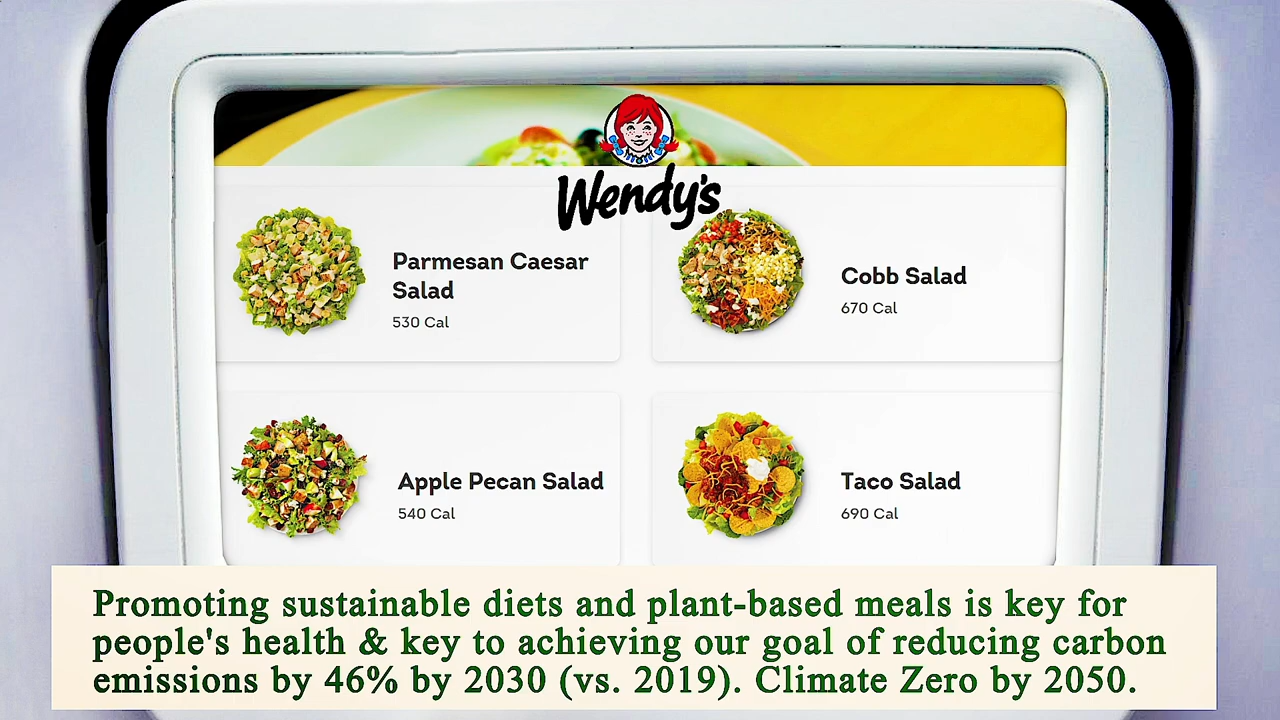 Wendy's
Parmesan Caesar
Salad
530 Cal
Cobb Salad
670 Cal
Apple Pecan Salad
540 Cal
Taco Salad
690 Cal
Promoting sustainable diets and plant-based meals is key for
people's health & key to achieving our goal of reducing carbon
emissions by 46% by 2030 (vs. 2019). Climate Zero by 2050.